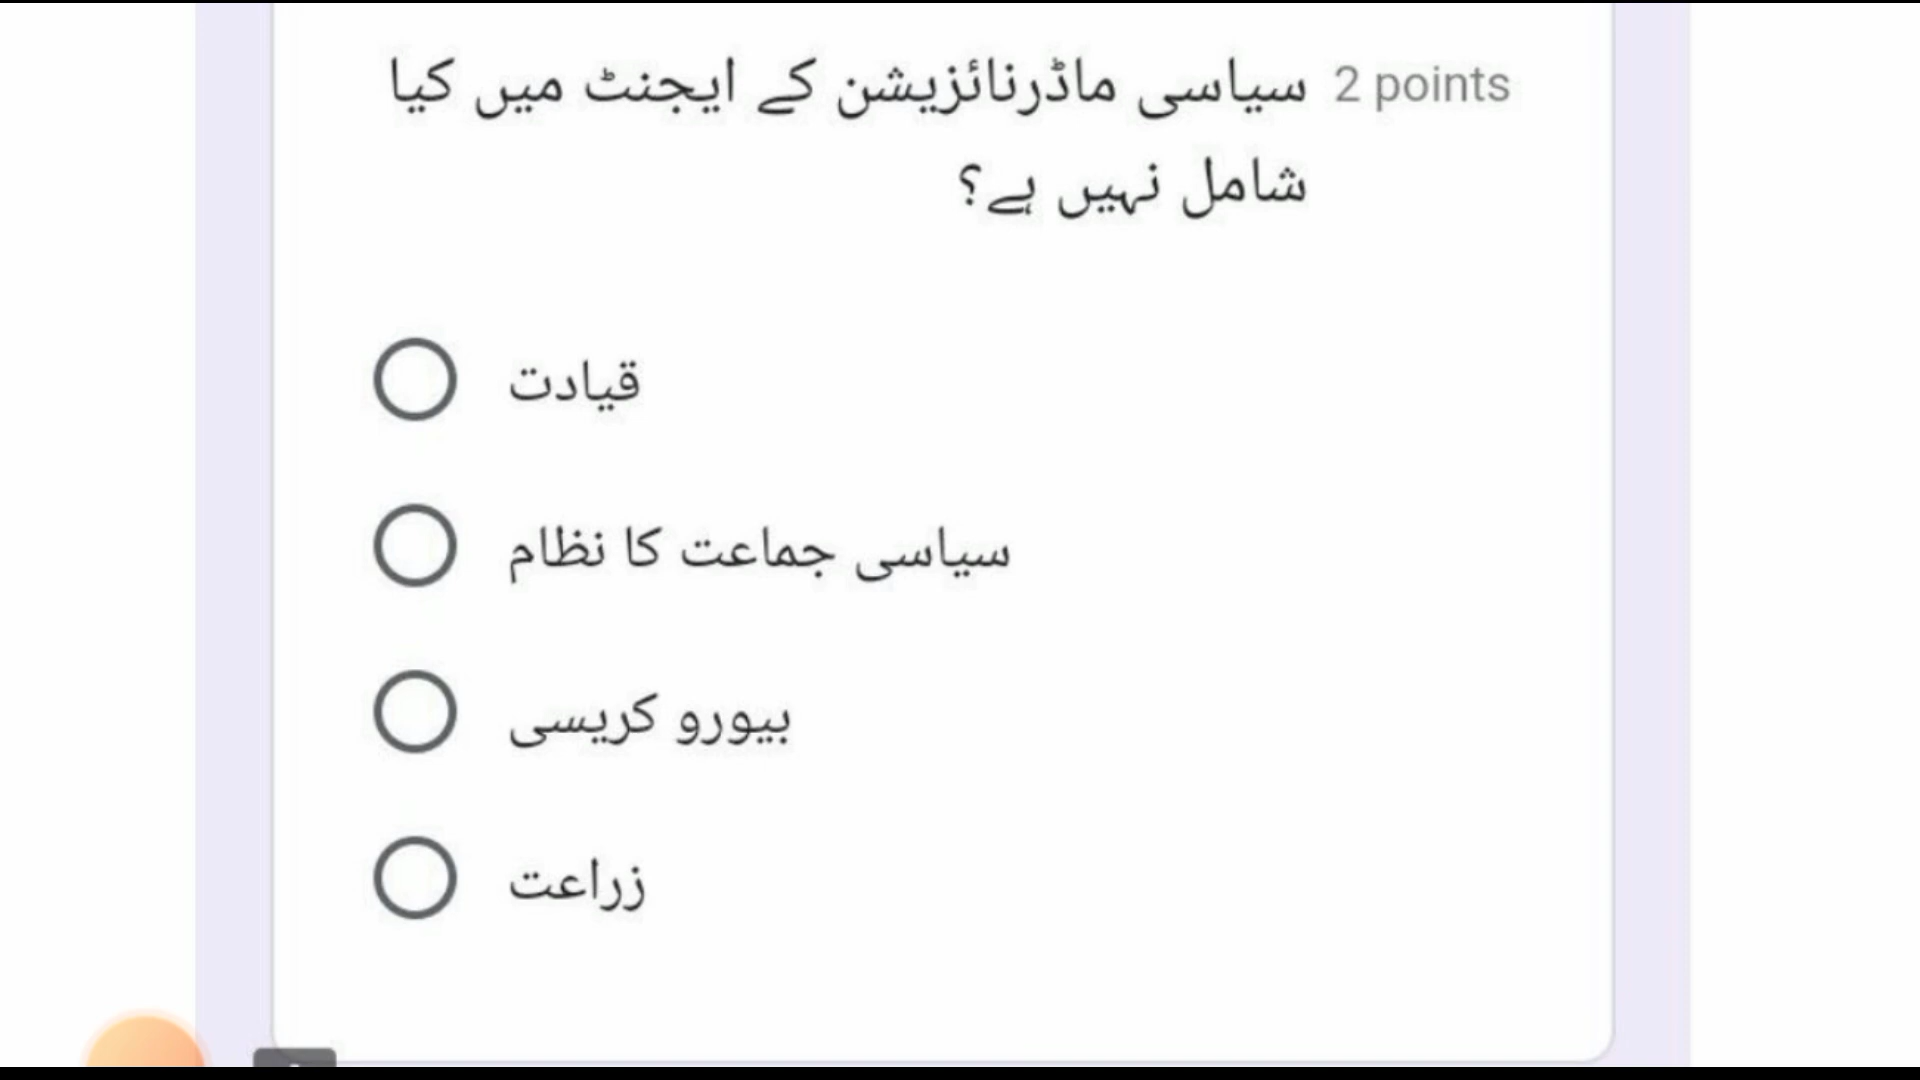 سیاسی ماڈرنائزیشن کے ایجنٹ میں کیا 2 points
شامل نہیں ہے؟
قیادت
سیاسی جماعت کا نظام
بیورو کریسی
زراعت